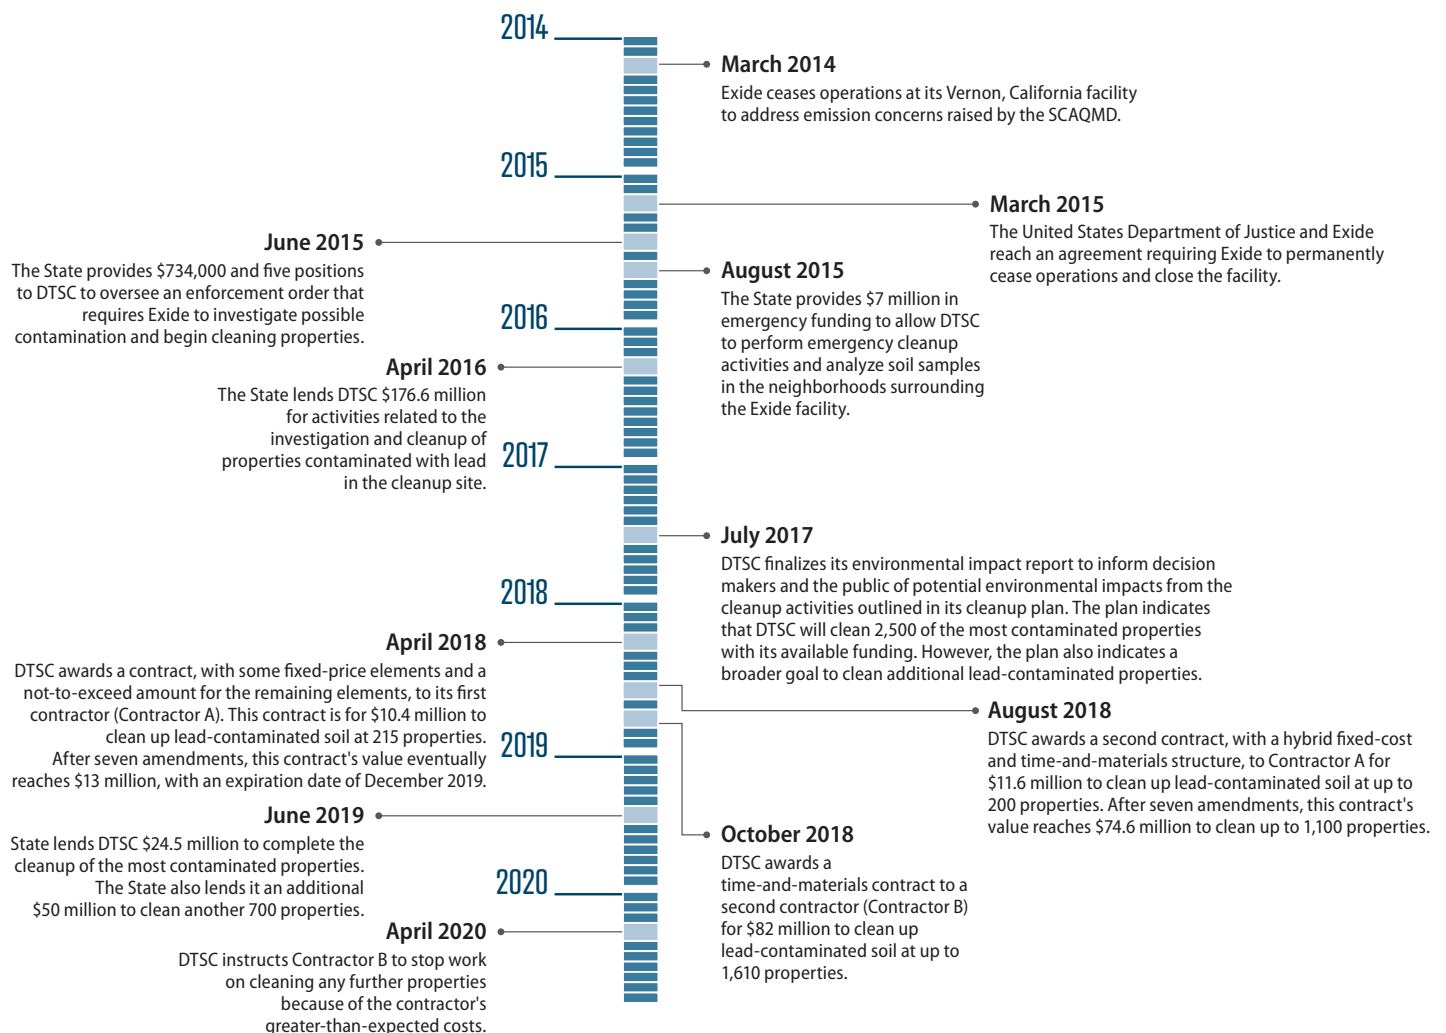 2014
March 2014
Exide ceases operations at its Vernon, California facility
to address emission concerns raised by the SCAQMD.
2015
March 2015
The United States Department of Justice and Exide
reach an agreement requiring Exide to permanently
cease operations and close the facility.
June 2015
The State provides $734,000 and five positions
to DTSC to oversee an enforcement order that
requires Exide to investigate possible
contamination and begin cleaning properties.
August 2015
The State provides $7 million in
emergency funding to allow DTSC
to perform emergency cleanup
activities and analyze soil samples
in the neighborhoods surrounding
the Exide facility.
2016
April 2016
The State lends DTSC $176.6 million
for activities related to the
investigation and cleanup of
properties contaminated with lead
in the cleanup site.
2017
July 2017
DTSC finalizes its environmental impact report to inform decision
makers and the public of potential environmental impacts from the
cleanup activities outlined in its cleanup plan. The plan indicates
that DTSC will clean 2,500 of the most contaminated properties
with its available funding. However, the plan also indicates a
broader goal to clean additional lead-contaminated properties.
2018
April 2018
DTSC awards a contract, with some fixed-price elements and a
not-to-exceed amount for the remaining elements, to its first
contractor (Contractor A). This contract is for $10.4 million to
clean up lead-contaminated soil at 215 properties.
After seven amendments, this contract's value eventually
reaches $13 million, with an expiration date of December 2019.
August 2018
DTSC awards a second contract, with a hybrid fixed-cost
and time-and-materials structure, to Contractor A for
$11.6 million to clean up lead-contaminated soil at up to
200 properties. After seven amendments, this contract's
value reaches $74.6 million to clean up to 1,100 properties.
October 2018
DTSC awards a
time-and-materials contract to a
second contractor (Contractor B)
for $82 million to clean up
lead-contaminated soil at up to
1,610 properties.
2019
June 2019
State lends DTSC $24.5 million to complete the
cleanup of the most contaminated properties.
The State also lends it an additional
$50 million to clean another 700 properties.
2020
April 2020
DTSC instructs Contractor B to stop work
on cleaning any further properties
because of the contractor's
greater-than-expected costs.